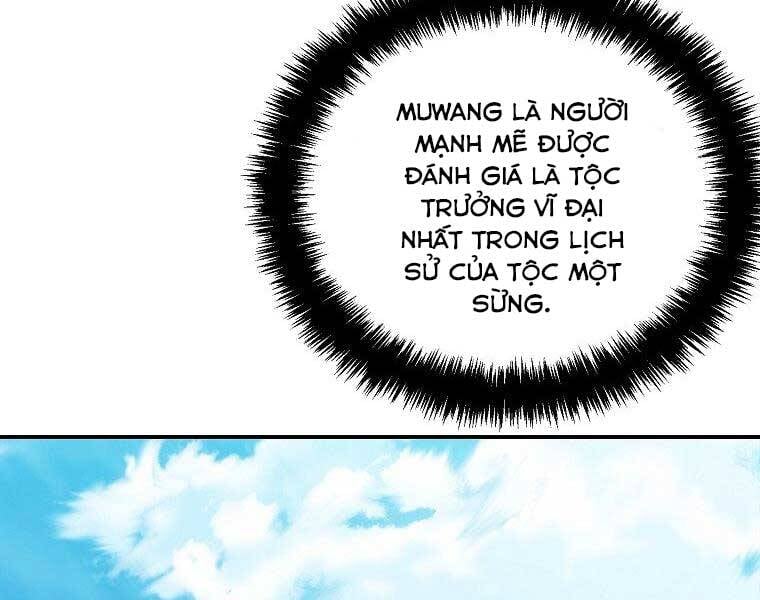 MUWANG LÀ NGƯỜI
MẠNH MẼ ĐƯỢC
ĐÁNH GIÁ LÀ TỘC
TRƯỞNG VĨ ĐẠI
NHẤT TRONG LỊCH
SỬ CỦA TỘC MỘT
SỪNG.